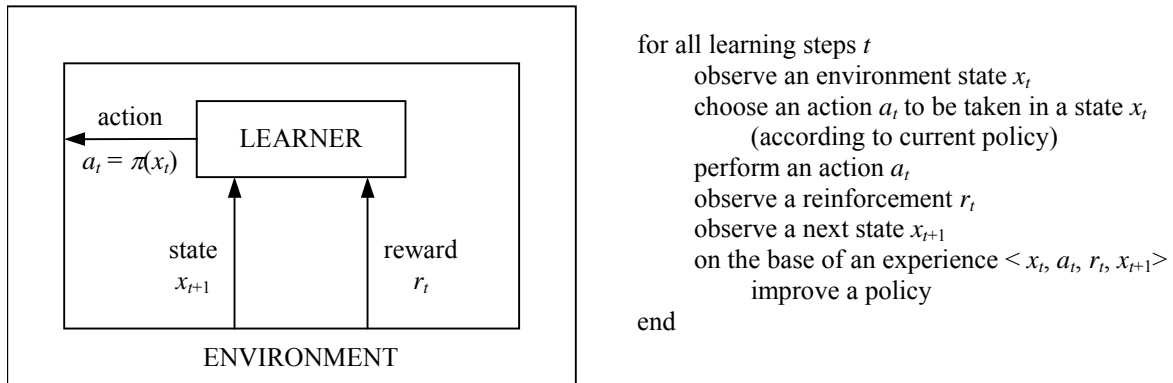 action
a_t = π(x_t)
LEARNER
state
x_{t+1}
reward
r_t
ENVIRONMENT
for all learning steps t
observe an environment state x_t
choose an action a_t to be taken in a state x_t
(according to current policy)
perform an action a_t
observe a reinforcement r_t
observe a next state x_{t+1}
on the base of an experience < x_t, a_t, r_t, x_{t+1}>
improve a policy
end